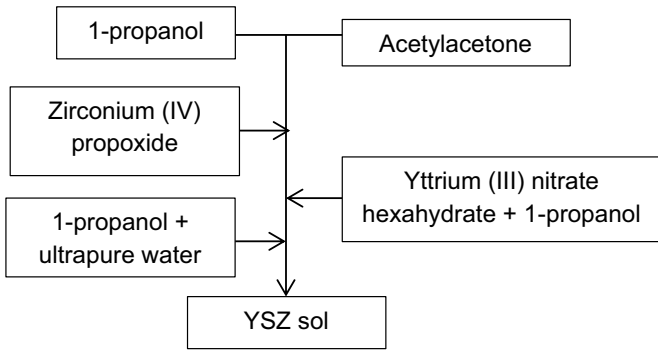 1-propanol
Acetylacetone
Zirconium (IV)
propoxide
Yttrium (III) nitrate
hexahydrate + 1-propanol
1-propanol +
ultrapure water
YSZ sol